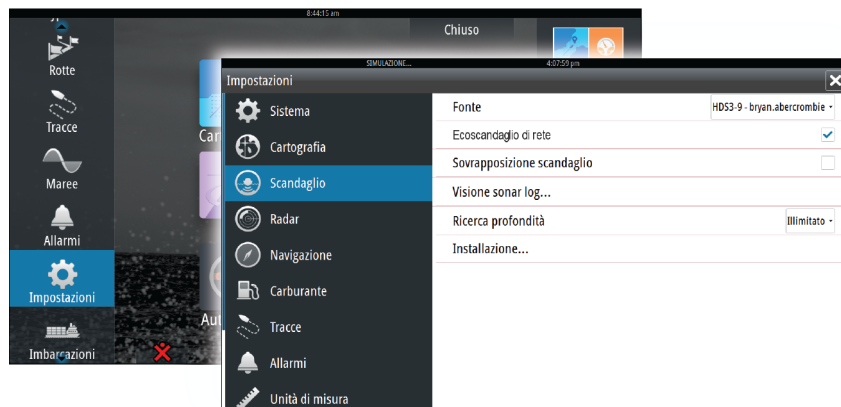 8:44:15 am
Chiuso
Rotte
Tracce
Maree
Allarmi
Impostazioni
Imbarcazioni
Car
Aut
SIMULAZIONE...
4:07:59 pm
Impostazioni
Sistema
Cartografia
Scandaglio
Radar
Navigazione
Carburante
Tracce
Allarmi
Unità di misura
Fonte
HDS3-9 - bryan.abercrombie
Ecoscandaglio di rete
Sovrapposizione scandaglio
Visione sonar log...
Ricerca profondità
Illimitato
Installazione...